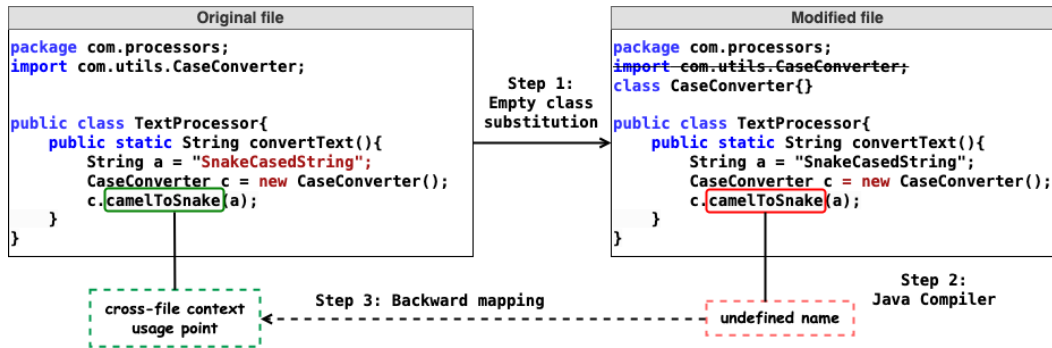 Original file
package com.processors;
import com.utils.CaseConverter;
public class TextProcessor{
public static String convertText(){
String a = "SnakeCasedString";
CaseConverter c = new CaseConverter();
c.camelToSnake(a);
}
}
Step 1:
Empty class
substitution
Modified file
package com.processors;
import com.utils.CaseConverter;
class CaseConverter{}
public class TextProcessor{
public static String convertText(){
String a = "SnakeCasedString";
CaseConverter c = new CaseConverter();
c.camelToSnake(a);
}
}
Step 2:
Java Compiler
undefined name
Step 3: Backward mapping
cross-file context
usage point